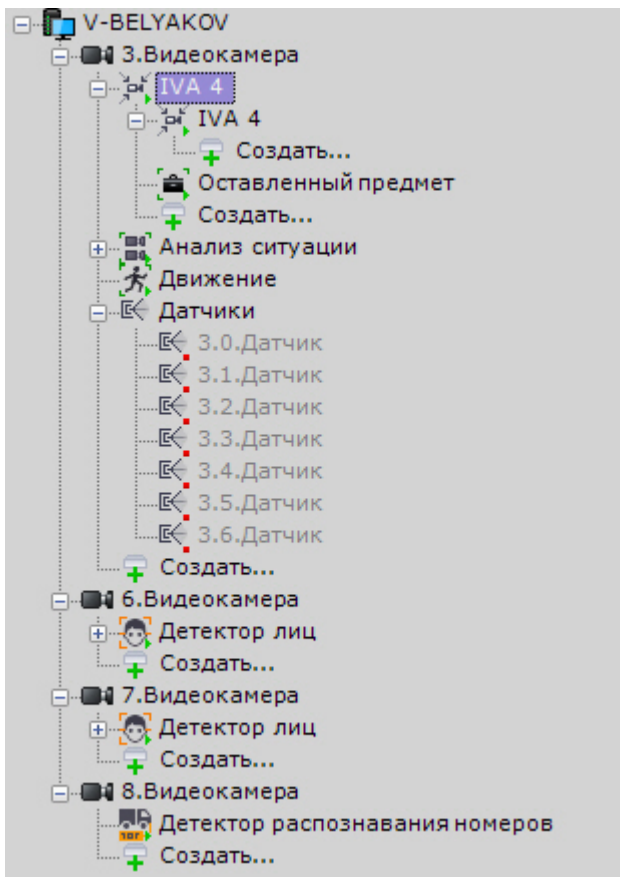 V-BELYAKOV
3.Видеокамера
IVA 4
IVA 4
Создать...
Оставленный предмет
Создать...
Анализ ситуации
Движение
Датчики
3.0.Датчик
3.1.Датчик
3.2.Датчик
3.3.Датчик
3.4.Датчик
3.5.Датчик
3.6.Датчик
Создать...
6.Видеокамера
Детектор лиц
Создать...
7.Видеокамера
Детектор лиц
Создать...
8.Видеокамера
Детектор распознавания номеров
Создать...